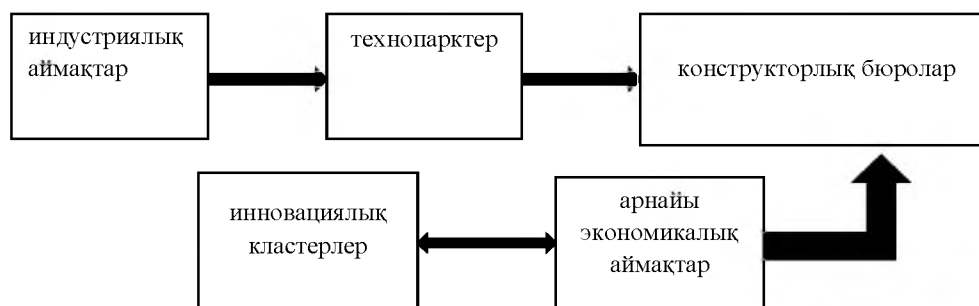 индустриялық
аймақтар
технопарктер
конструкторлық бюролар
инновациялық
кластерлер
арнайы
экономикалық
аймақтар